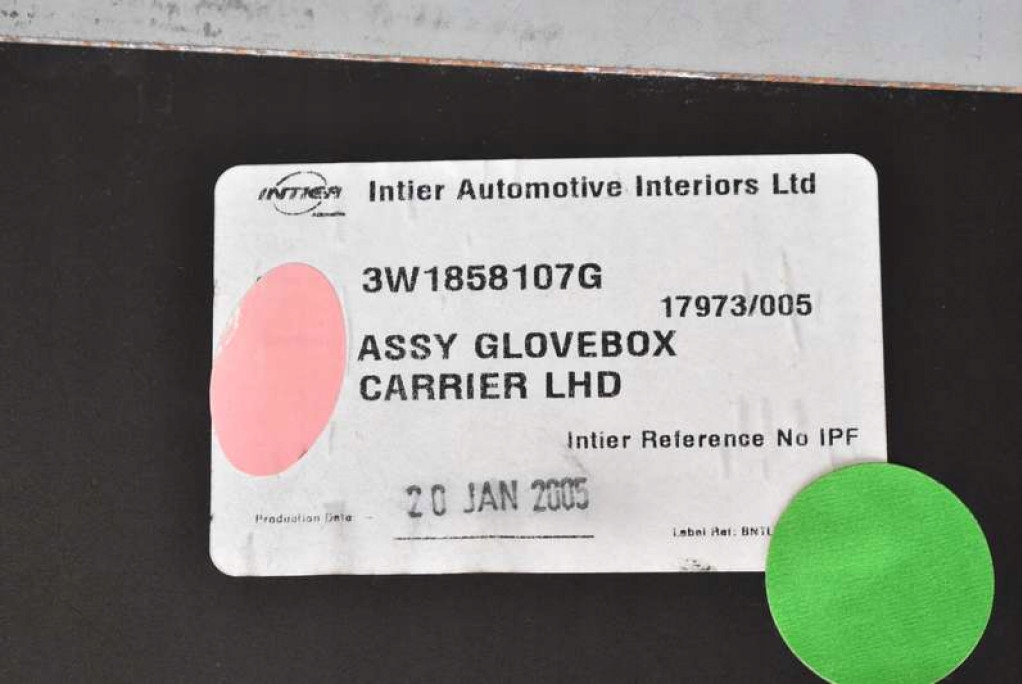 INTIER Intier Automotive Interiors Ltd
Automotive
3W1858107G
17973/005
ASSY GLOVEBOX
CARRIER LHD
Intier Reference No IPF
20 JAN 2005
Production Date:
Label Ref: BNTL